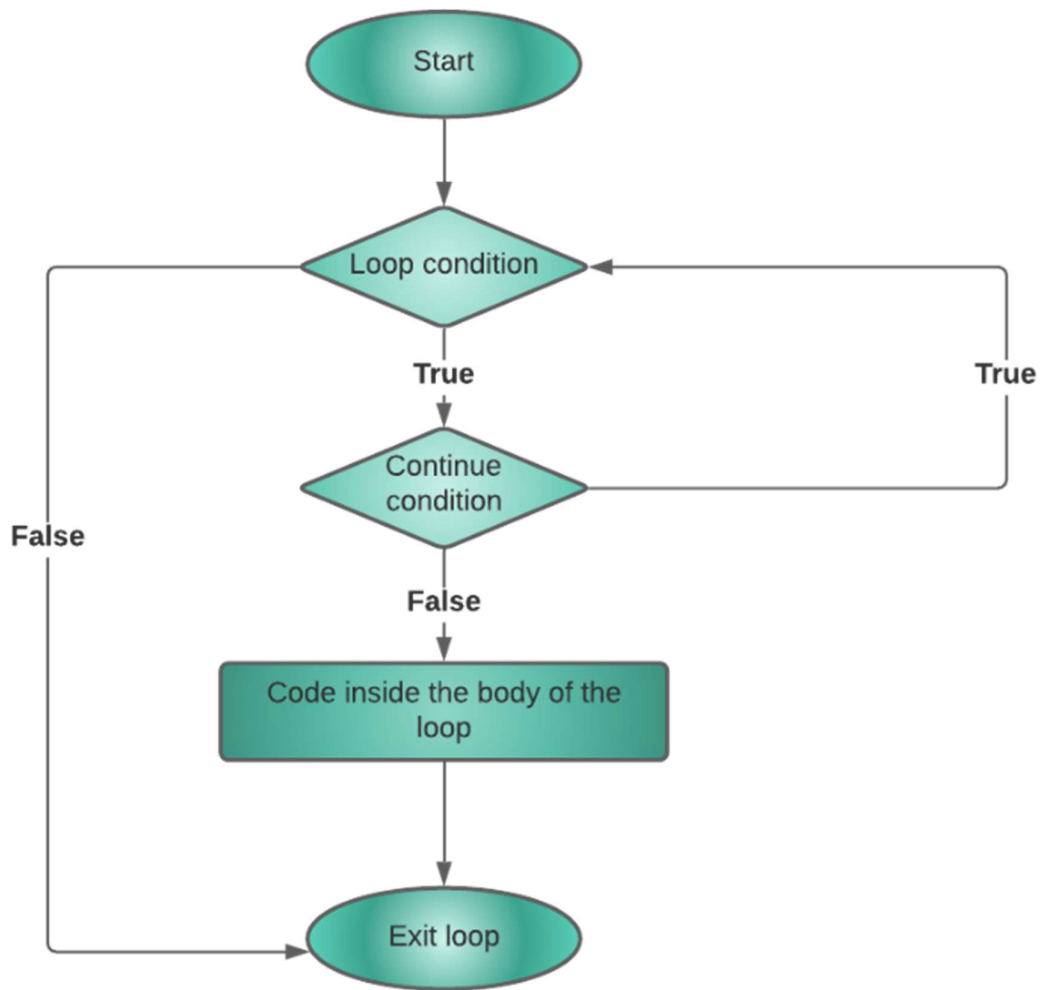 Start
Loop condition
True
True
Continue
condition
False
False
Code inside the body of the
loop
Exit loop